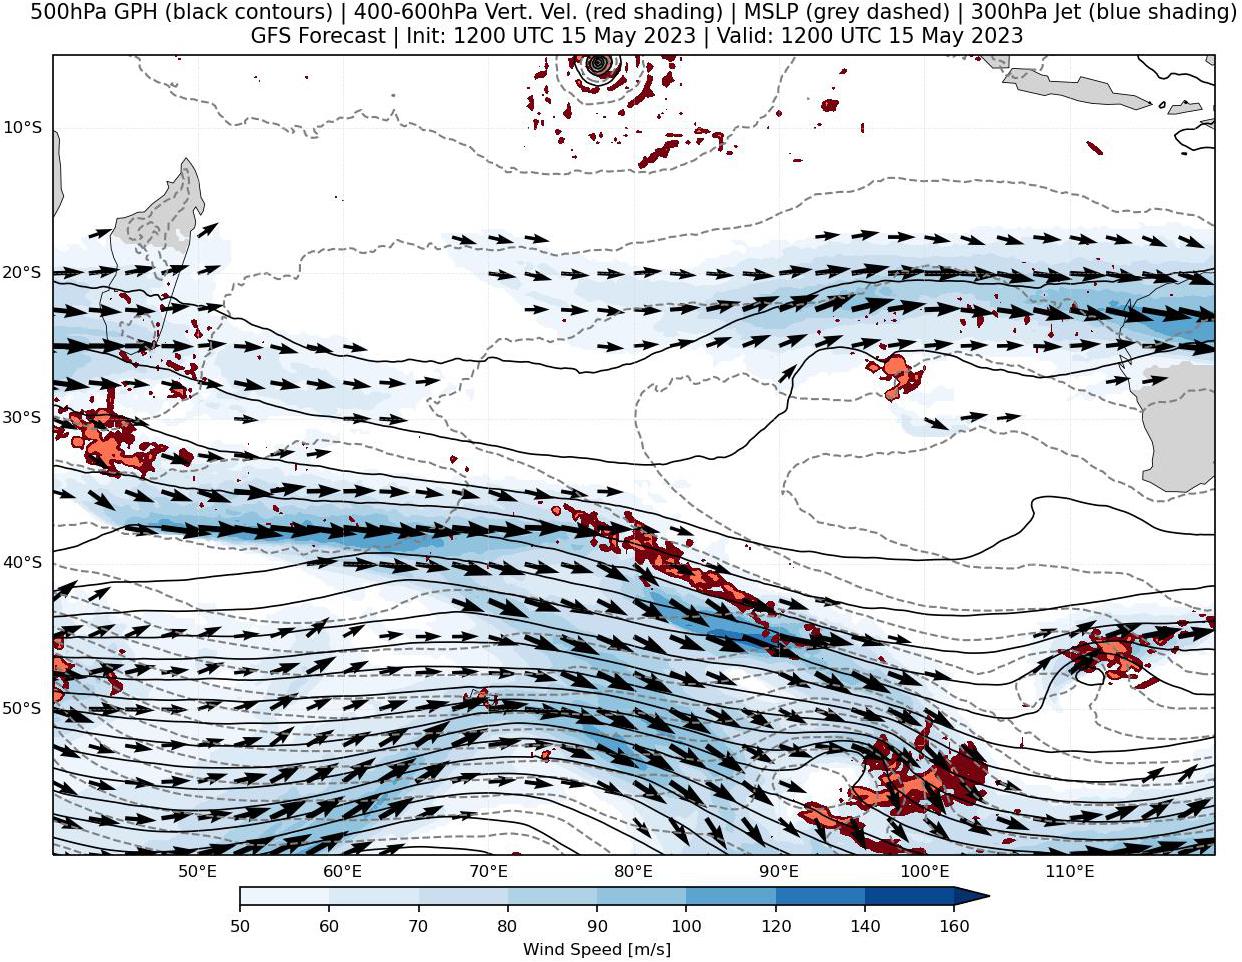 500hPa GPH (black contours) | 400-600hPa Vert. Vel. (red shading) | MSLP (grey dashed) | 300hPa Jet (blue shading)
GFS Forecast | Init: 1200 UTC 15 May 2023 | Valid: 1200 UTC 15 May 2023
10°S
20°S
30°S
40°S
50°S
50°E 60°E 70°E 80°E 90°E 100°E 110°E
50 60 70 80 90 100 120 140 160
Wind Speed [m/s]